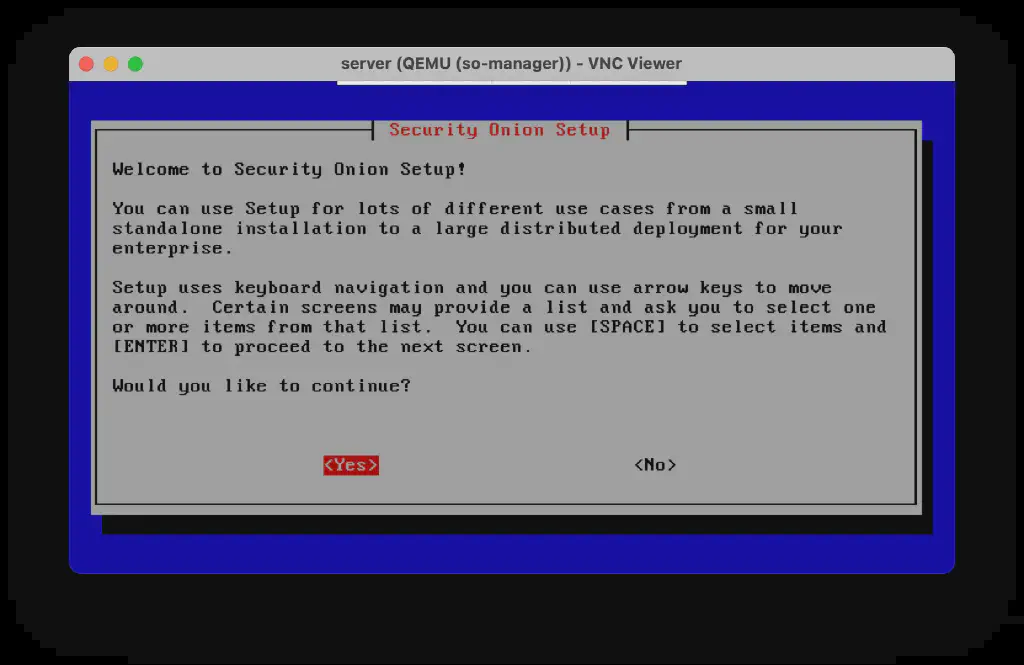 server (QEMU (so-manager)) - VNC Viewer
Security Onion Setup
Welcome to Security Onion Setup!
You can use Setup for lots of different use cases from a small
standalone installation to a large distributed deployment for your
enterprise.
Setup uses keyboard navigation and you can use arrow keys to move
around.  Certain screens may provide a list and ask you to select one
or more items from that list.  You can use [SPACE] to select items and
[ENTER] to proceed to the next screen.
Would you like to continue?
<Yes> <No>